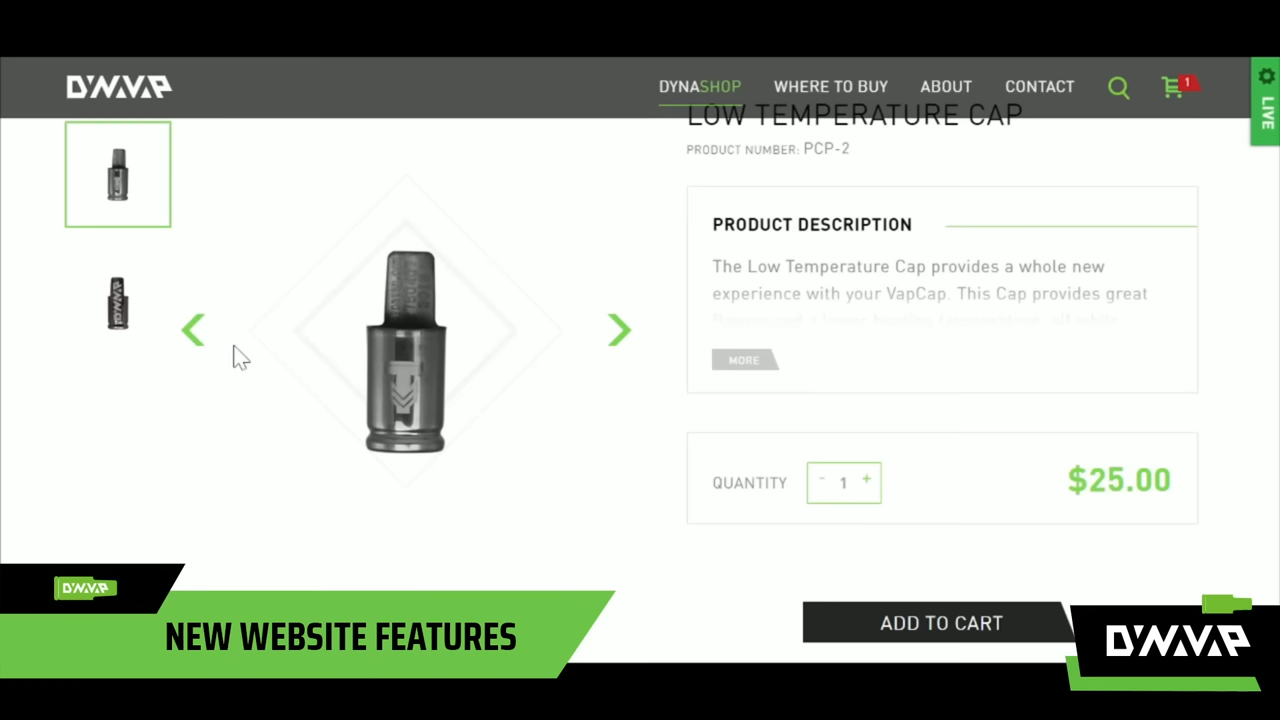 DYNAVAP
DYNASHOP
WHERE TO BUY
ABOUT
CONTACT
1
LIVE
LOW TEMPERATURE CAP
PRODUCT NUMBER: PCP-2
PRODUCT DESCRIPTION
The Low Temperature Cap provides a whole new
experience with your VapCap. This Cap provides great
MORE
QUANTITY
- 1 +
$25.00
ADD TO CART
DYNAVAP
NEW WEBSITE FEATURES
DYNAVAP